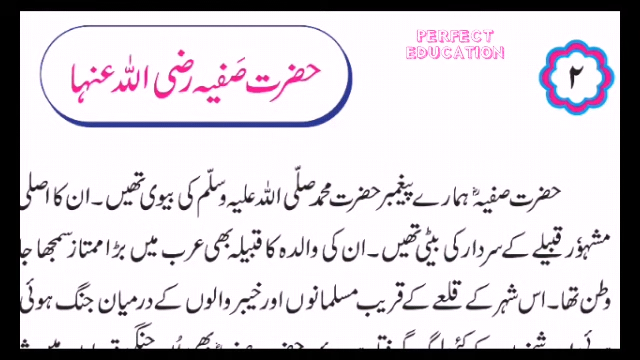 PERFECT
EDUCATION
۲
حضرت صَفیہ رضی اللہ عنہا
حضرت صفیہؓ ہمارے پیغمبر حضرت محمد صلّی اللہ علیہ وسلّم کی بیوی تھیں۔ ان کا اصلی
مشہوٗر قبیلے کے سردار کی بیٹی تھیں۔ ان کی والدہ کا قبیلہ بھی عرب میں بڑا ممتاز سمجھا جا
وطن تھا۔ اس شہر کے قلعے کے قریب مسلمانوں اور خیبر والوں کے درمیان جنگ ہوئی